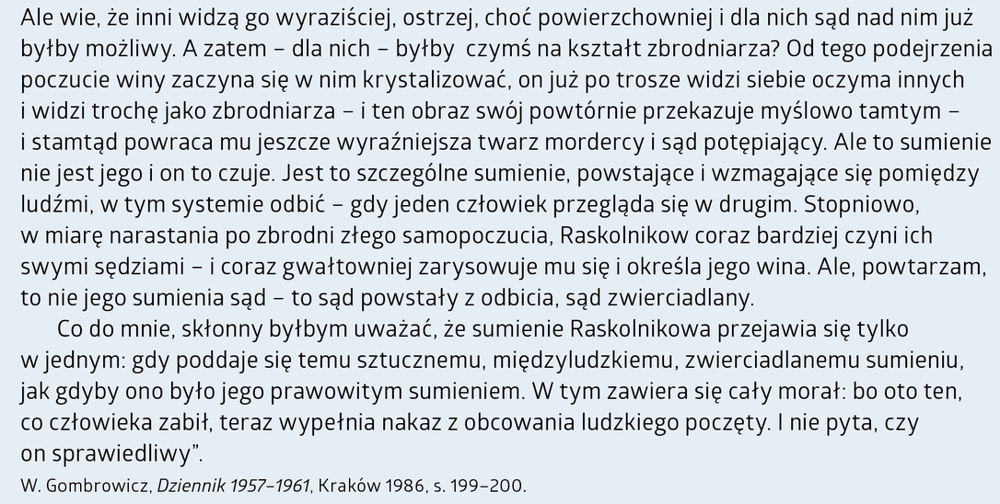 Ale wie, że inni widzą go wyraziściej, ostrzej, choć powierzchowniej i dla nich sąd nad nim już
byłby możliwy. A zatem – dla nich – byłby  czymś na kształt zbrodniarza? Od tego podejrzenia
poczucie winy zaczyna się w nim krystalizować, on już po trosze widzi siebie oczyma innych
i widzi trochę jako zbrodniarza – i ten obraz swój powtórnie przekazuje myślowo tamtym –
i stamtąd powraca mu jeszcze wyraźniejsza twarz mordercy i sąd potępiający. Ale to sumienie
nie jest jego i on to czuje. Jest to szczególne sumienie, powstające i wzmagające się pomiędzy
ludźmi, w tym systemie odbić – gdy jeden człowiek przegląda się w drugim. Stopniowo,
w miarę narastania po zbrodni złego samopoczucia, Raskolnikow coraz bardziej czyni ich
swymi sędziami – i coraz gwałtowniej zarysowuje mu się i określa jego wina. Ale, powtarzam,
to nie jego sumienia sąd – to sąd powstały z odbicia, sąd zwierciadlany.
Co do mnie, skłonny byłbym uważać, że sumienie Raskolnikowa przejawia się tylko
w jednym: gdy poddaje się temu sztucznemu, międzyludzkiemu, zwierciadlanemu sumieniu,
jak gdyby ono było jego prawowitym sumieniem. W tym zawiera się cały morał: bo oto ten,
co człowieka zabił, teraz wypełnia nakaz z obcowania ludzkiego poczęty. I nie pyta, czy
on sprawiedliwy”.
W. Gombrowicz, Dziennik 1957–1961, Kraków 1986, s. 199–200.